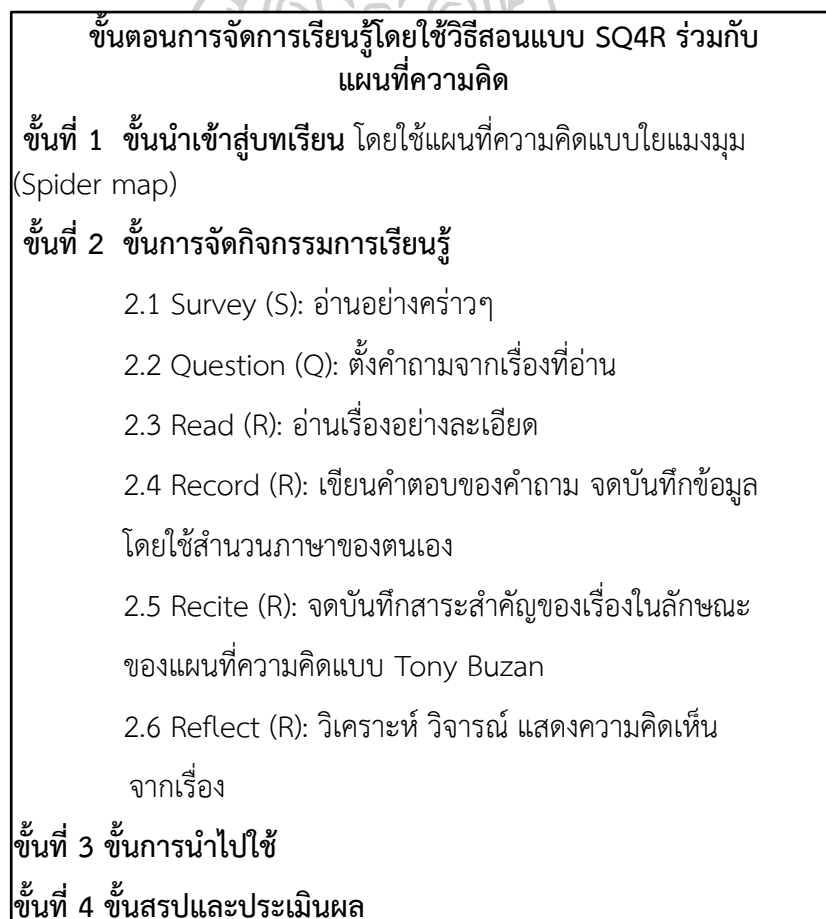 ขั้นตอนการจัดการเรียนรู้โดยใช้วิธีสอนแบบ SQ4R ร่วมกับ
แผนที่ความคิด
ขั้นที่ 1 ขั้นนำเข้าสู่บทเรียน โดยใช้แผนที่ความคิดแบบใยแมงมุม
(Spider map)
ขั้นที่ 2 ขั้นการจัดกิจกรรมการเรียนรู้
2.1 Survey (S): อ่านอย่างคร่าวๆ
2.2 Question (Q): ตั้งคำถามจากเรื่องที่อ่าน
2.3 Read (R): อ่านเรื่องอย่างละเอียด
2.4 Record (R): เขียนคำตอบของคำถาม จดบันทึกข้อมูล
โดยใช้สำนวนภาษาของตนเอง
2.5 Recite (R): จดบันทึกสาระสำคัญของเรื่องในลักษณะ
ของแผนที่ความคิดแบบ Tony Buzan
2.6 Reflect (R): วิเคราะห์ วิจารณ์ แสดงความคิดเห็น
จากเรื่อง
ขั้นที่ 3 ขั้นการนำไปใช้
ขั้นที่ 4 ขั้นสรุปและประเมินผล